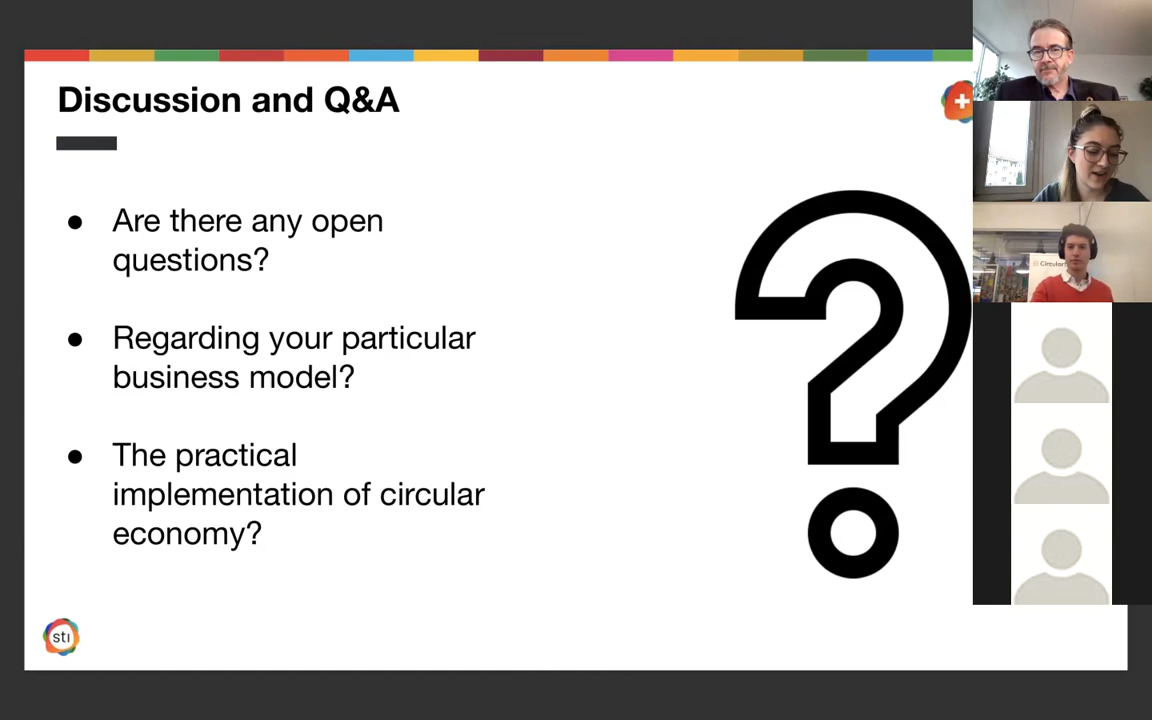 Discussion and Q&A
● Are there any open
questions?
● Regarding your particular
business model?
● The practical
implementation of circular
economy?
sti
Circular